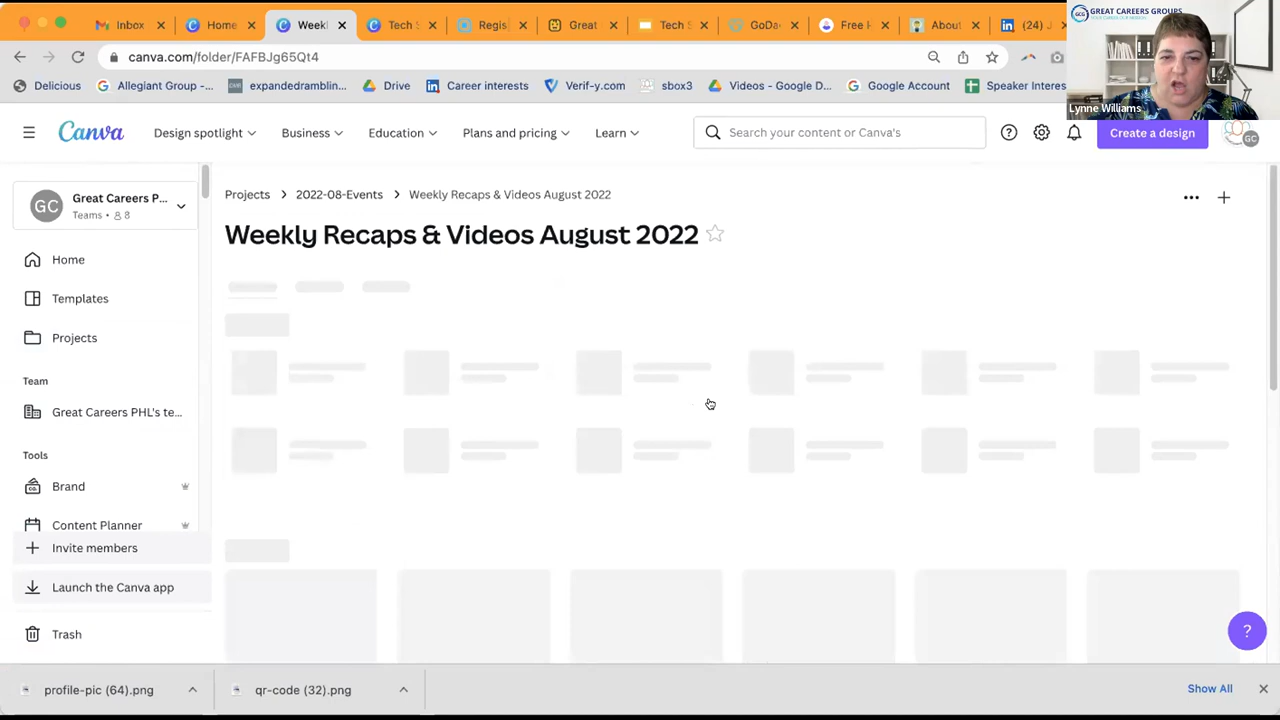 Inbox
Home
Weekl
Tech S
Regis
Great
Tech S
GoDa
Free H
About
(24) J
GREAT CAREERS GROUPS
canva.com/folder/FAFBJg65Qt4
Delicious
Allegiant Group -...
expandedramblin...
Drive
Career interests
Verif-y.com
sbox3
Videos - Google D...
Google Account
Speaker Interes
Lynne Williams
Canva
Design spotlight
Business
Education
Plans and pricing
Learn
Search your content or Canva's
Create a design
GC
GC
Great Careers P...
Teams • 8
Projects > 2022-08-Events > Weekly Recaps & Videos August 2022
Weekly Recaps & Videos August 2022
Home
Templates
Projects
Team
Great Careers PHL's te...
Tools
Brand
Content Planner
Invite members
Launch the Canva app
Trash
?
profile-pic (64).png
qr-code (32).png
Show All